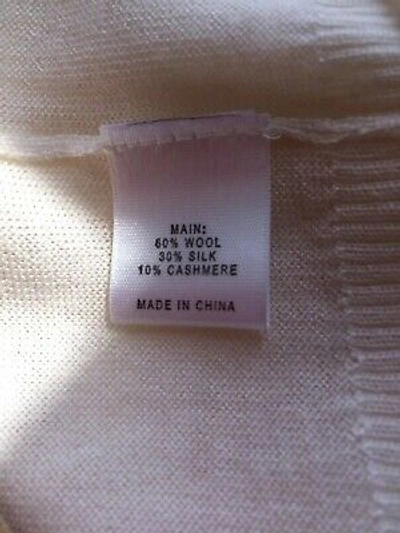 MAIN:
60% WOOL
30% SILK
10% CASHMERE
MADE IN CHINA